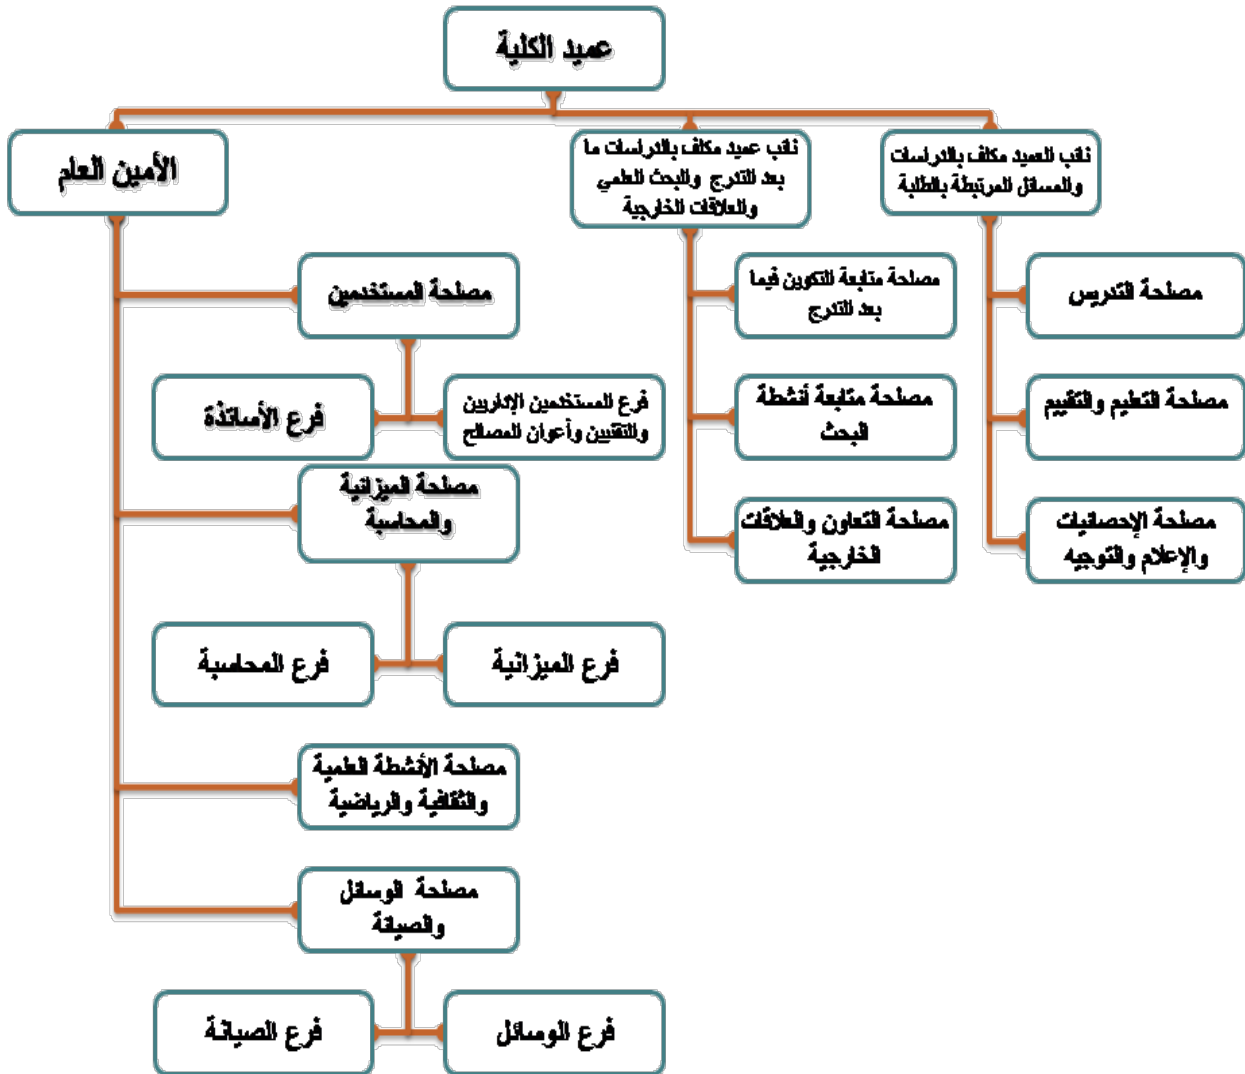 عميد الكلية
نائب للعميد مكلف بالدراسات
والمسائل المرتبطة بالطلبة
نائب عميد مكلف بالدراسات ما
بعد التدرج والبحث العلمي
والعلاقات الخارجية
الأمين العام
مصلحة التدريس
مصلحة التعليم والتقييم
مصلحة الإحصائيات
والإعلام والتوجيه
مصلحة متابعة التكوين فيما
بعد التدرج
مصلحة متابعة أنشطة
البحث
مصلحة التعاون والعلاقات
الخارجية
مصلحة المستخدمين
فرع المستخدمين الإداريين
والتقنيين وأعوان المصالح
فرع الأساتذة
مصلحة الميزانية
والمحاسبة
فرع الميزانية
فرع المحاسبة
مصلحة الأنشطة العلمية
والثقافية والرياضية
مصلحة الوسائل
والصيانة
فرع الوسائل
فرع الصيانة